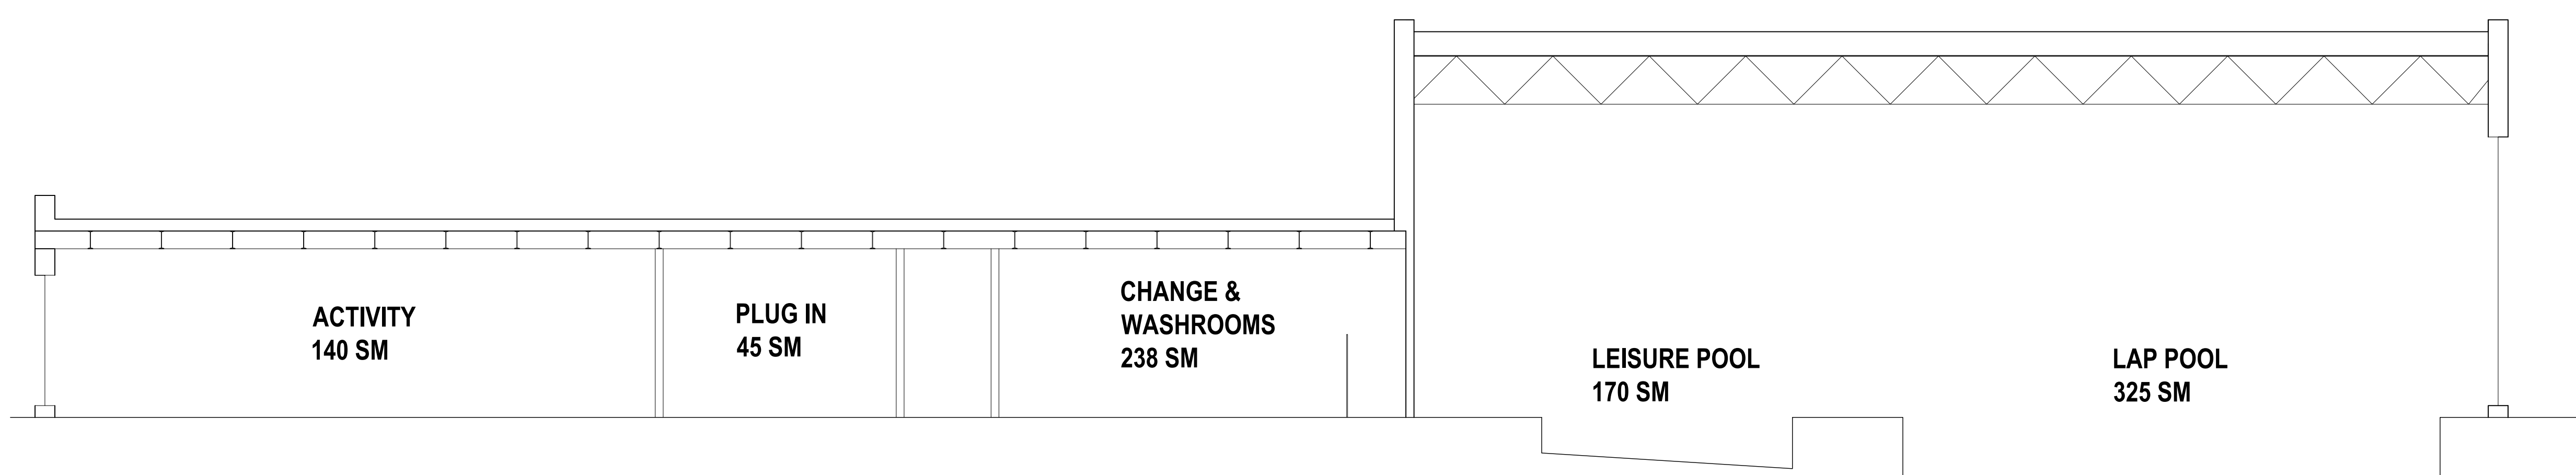 ACTIVITY
140 SM
PLUG IN
45 SM
CHANGE &
WASHROOMS
238 SM
LEISURE POOL
170 SM
LAP POOL
325 SM